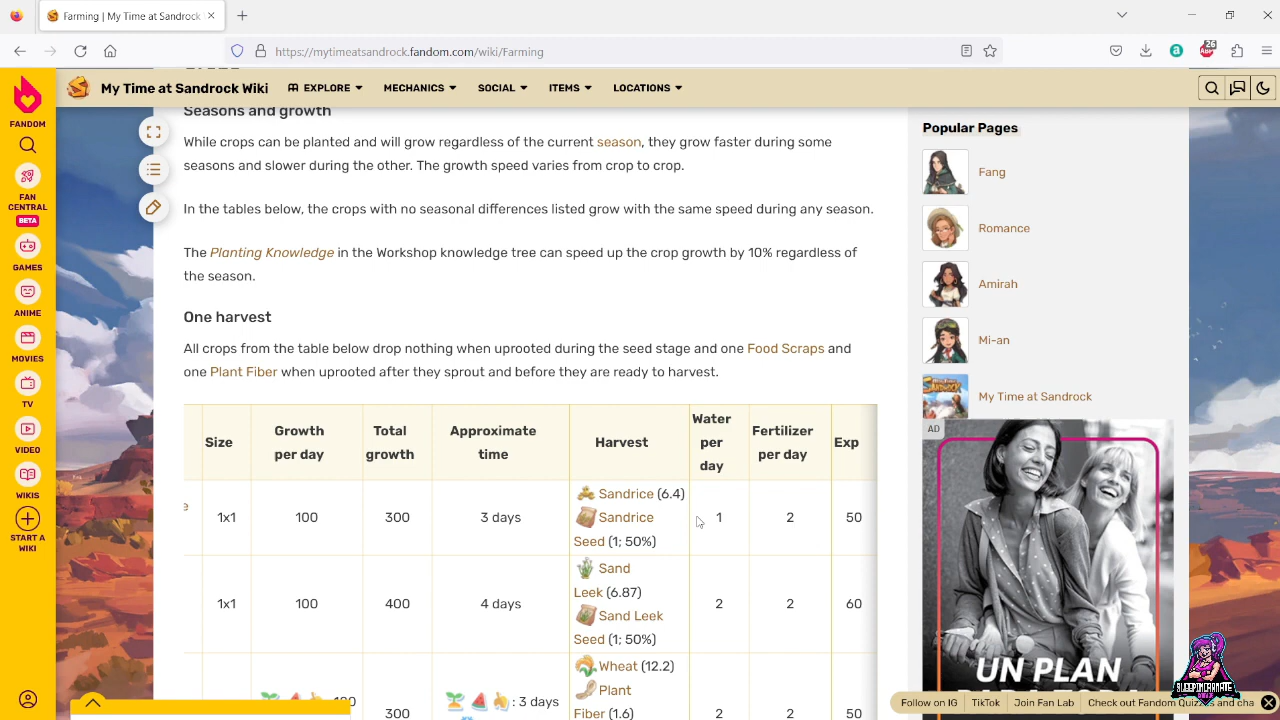 Farming | My Time at Sandrock
https://mytimeatsandrock.fandom.com/wiki/Farming
26
My Time at Sandrock Wiki
EXPLORE
MECHANICS
SOCIAL
ITEMS
LOCATIONS
FANDOM
FAN
CENTRAL
BETA
GAMES
ANIME
MOVIES
TV
VIDEO
WIKIS
START A
WIKI
Seasons and growth
While crops can be planted and will grow regardless of the current season, they grow faster during some
seasons and slower during the other. The growth speed varies from crop to crop.
In the tables below, the crops with no seasonal differences listed grow with the same speed during any season.
The Planting Knowledge in the Workshop knowledge tree can speed up the crop growth by 10% regardless of
the season.
One harvest
All crops from the table below drop nothing when uprooted during the seed stage and one Food Scraps and
one Plant Fiber when uprooted after they sprout and before they are ready to harvest.
Size
Growth
per day
Total
growth
Approximate
time
Harvest
Water
per
day
Fertilizer
per day
Exp
e
1x1
100
300
3 days
Sandrice (6.4)
Sandrice
Seed (1; 50%)
1
2
50
1x1
100
400
4 days
Sand
Leek (6.87)
Sand Leek
Seed (1; 50%)
2
2
60
300
: 3 days
Wheat (12.2)
Plant
Fiber (1.6)
2
2
50
Popular Pages
Fang
Romance
Amirah
Mi-an
My Time at Sandrock
AD
UN PLAN
Follow on IG
TikTok
Join Fan Lab
Check out Fandom Quizzes and cha